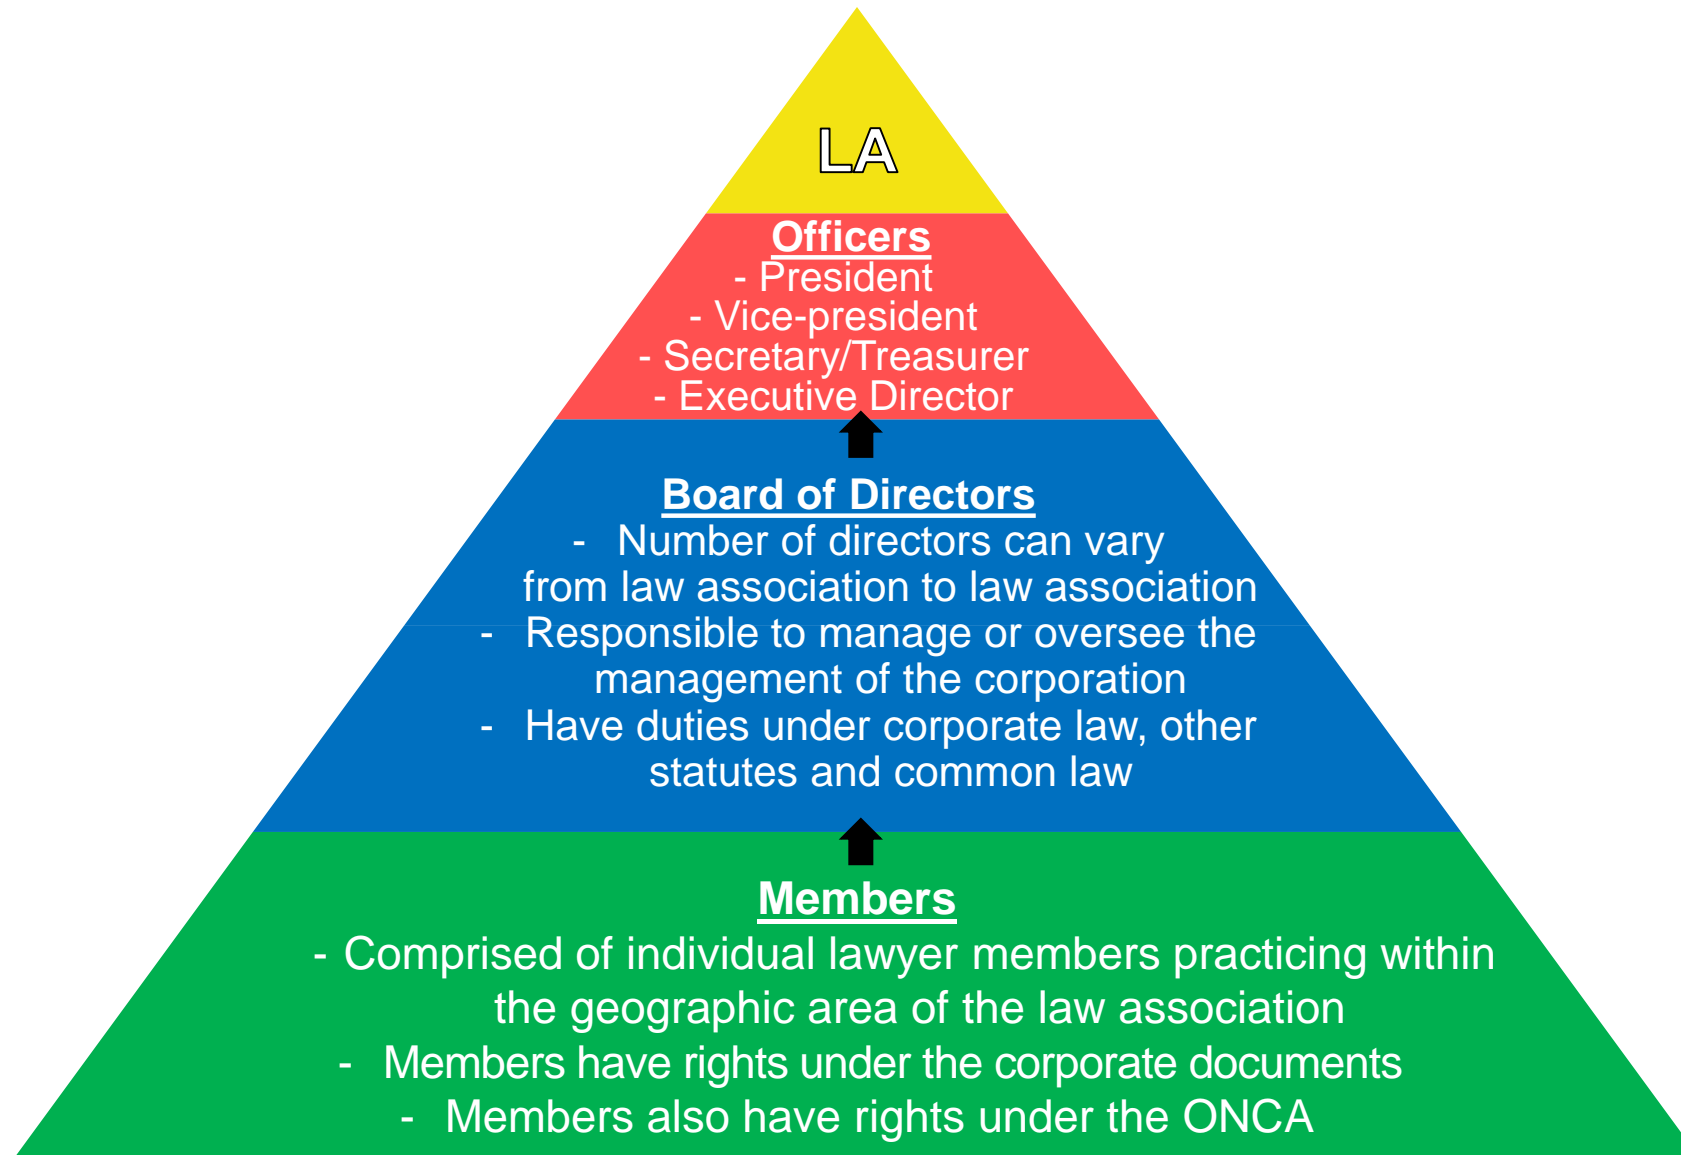 LA
Officers
- President
- Vice-president
- Secretary/Treasurer
- Executive Director
Board of Directors
- Number of directors can vary
from law association to law association
- Responsible to manage or oversee the
management of the corporation
- Have duties under corporate law, other
statutes and common law
Members
- Comprised of individual lawyer members practicing within
the geographic area of the law association
- Members have rights under the corporate documents
- Members also have rights under the ONCA